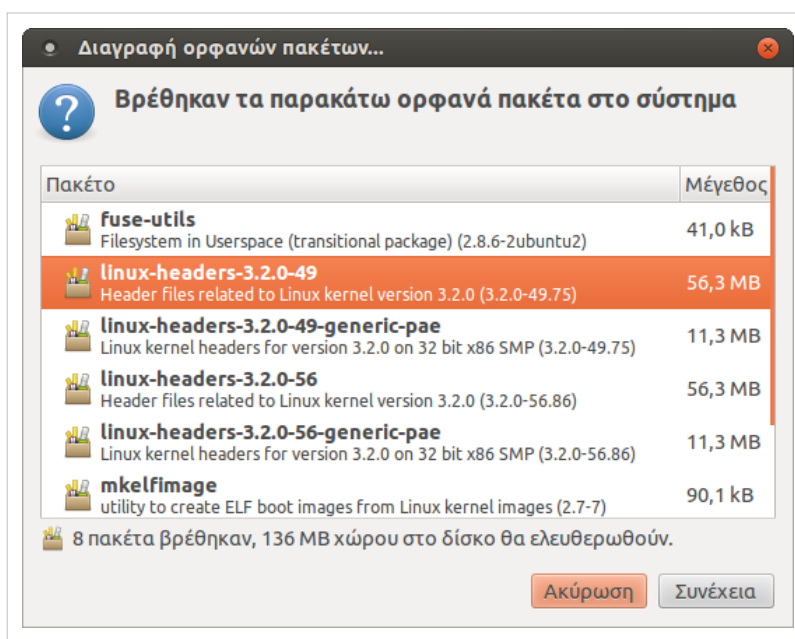 Διαγραφή ορφανών πακέτων...
Βρέθηκαν τα παρακάτω ορφανά πακέτα στο σύστημα
Πακέτο Μέγεθος
fuse-utils
Filesystem in Userspace (transitional package) (2.8.6-2ubuntu2) 41,0 kB
linux-headers-3.2.0-49
Header files related to Linux kernel version 3.2.0 (3.2.0-49.75) 56,3 MB
linux-headers-3.2.0-49-generic-pae
Linux kernel headers for version 3.2.0 on 32 bit x86 SMP (3.2.0-49.75) 11,3 MB
linux-headers-3.2.0-56
Header files related to Linux kernel version 3.2.0 (3.2.0-56.86) 56,3 MB
linux-headers-3.2.0-56-generic-pae
Linux kernel headers for version 3.2.0 on 32 bit x86 SMP (3.2.0-56.86) 11,3 MB
mkelfimage
utility to create ELF boot images from Linux kernel images (2.7-7) 90,1 kB
8 πακέτα βρέθηκαν, 136 MB χώρου στο δίσκο θα ελευθερωθούν.
Ακύρωση Συνέχεια